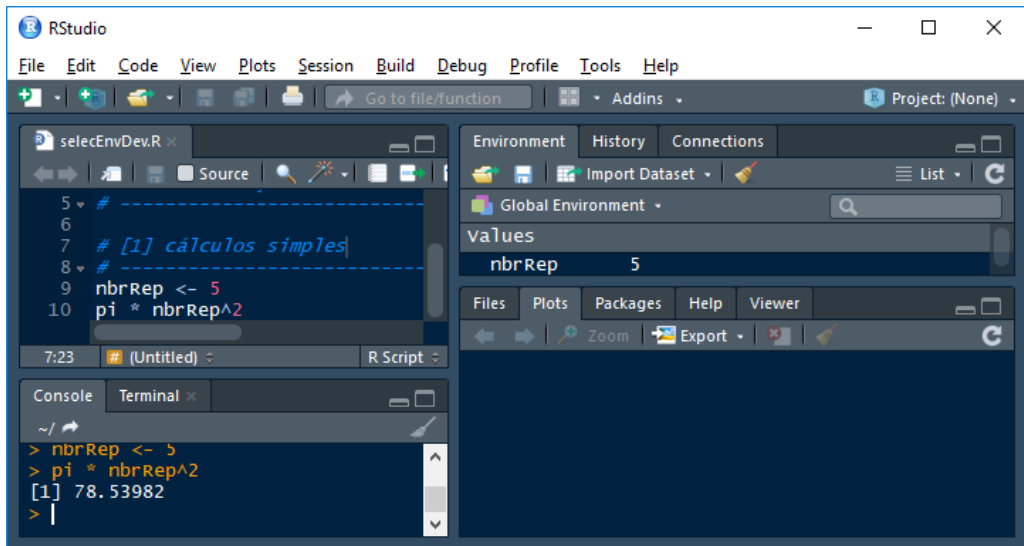 RStudio
File Edit Code View Plots Session Build Debug Profile Tools Help
Go to file/function Addins Project: (None)
selecEnvDev.R
Source
5 # ----------------------------
6
7 # [1] cálculos símples
8 # ----------------------------
9 nbrRep <- 5
10 pi * nbrRep^2
7:23 # (Untitled) R Script
Console Terminal
~/
> nbrRep <- 5
> pi * nbrRep^2
[1] 78.53982
>
Environment History Connections
Import Dataset List
Global Environment
Values
nbrRep 5
Files Plots Packages Help Viewer
Zoom Export